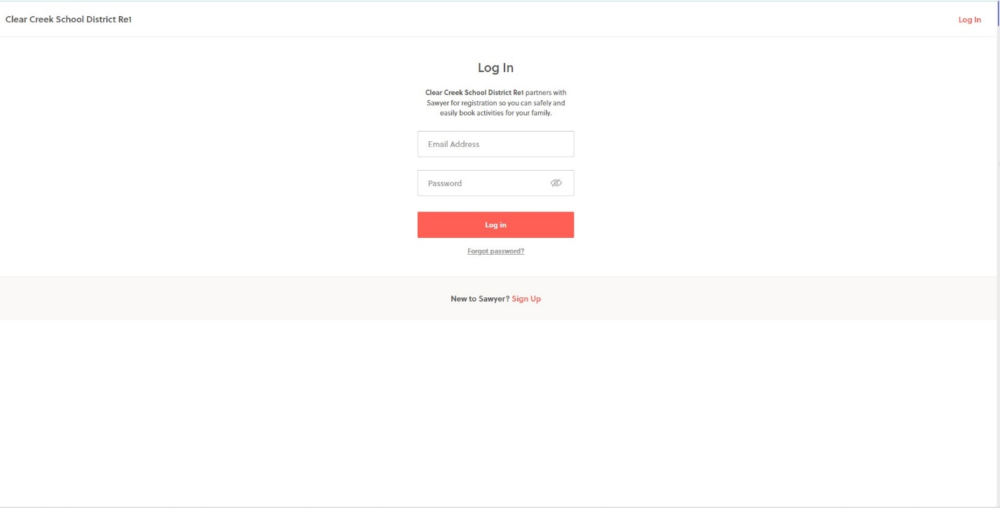 Clear Creek School District Re1
Log In
Log In
Clear Creek School District Re1 partners with
Sawyer for registration so you can safely and
easily book activities for your family.
Email Address
Password
Log in
Forgot password?
New to Sawyer? Sign Up